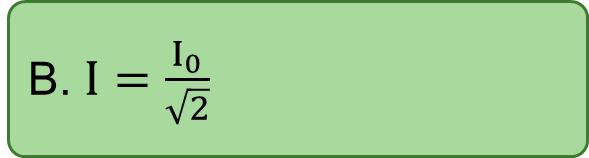 B. I = I₀/√2